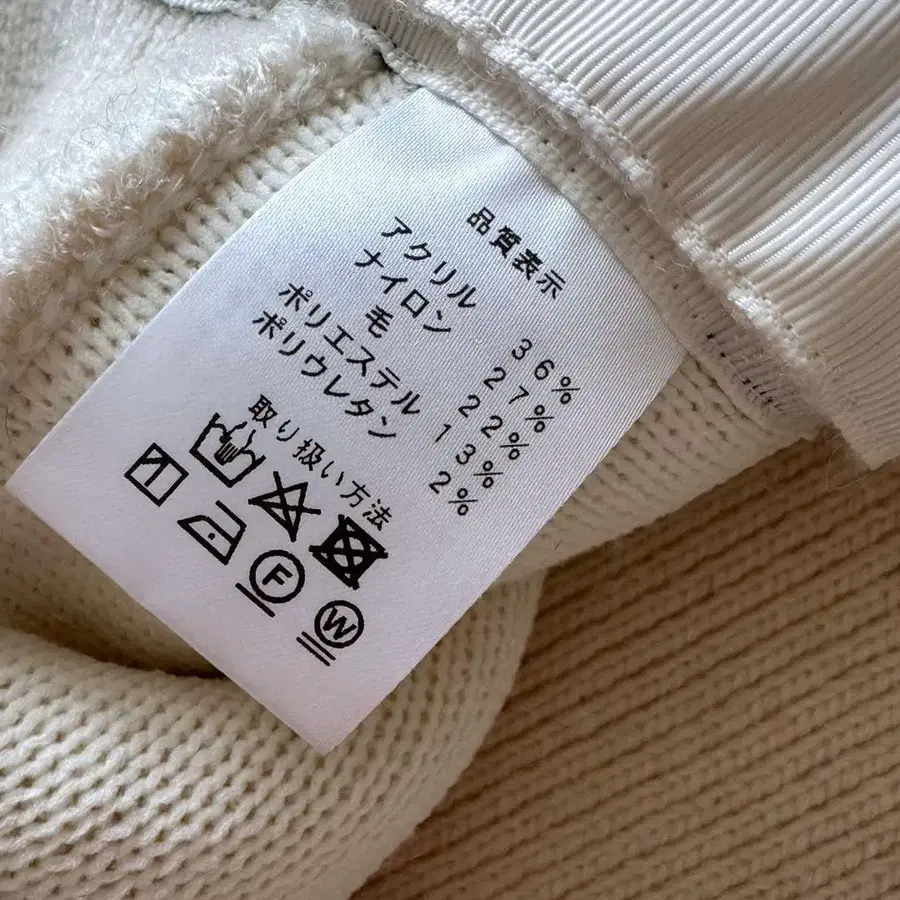 品質表示
アクリル 36%
ナイロン 27%
毛 22%
ポリエステル 13%
ポリウレタン 2%
取り扱い方法
F W